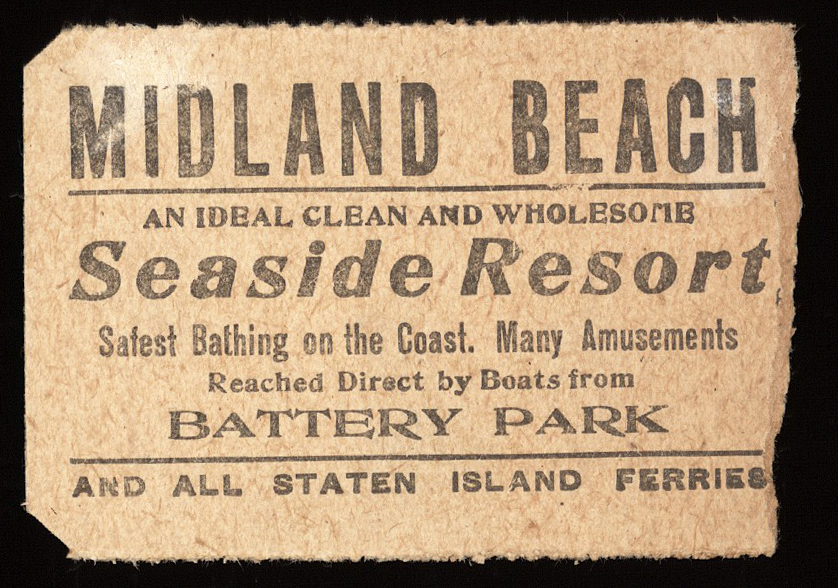 MIDLAND BEACH
AN IDEAL CLEAN AND WHOLESOME
Seaside Resort
Safest Bathing on the Coast. Many Amusements
Reached Direct by Boats from
BATTERY PARK
AND ALL STATEN ISLAND FERRIES